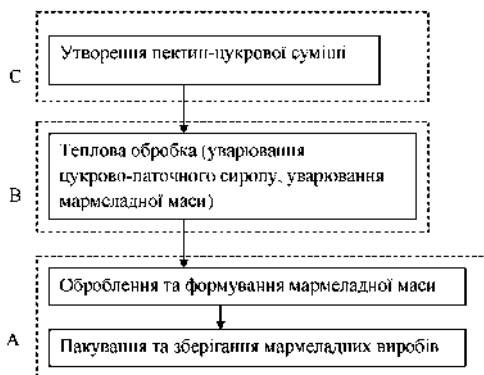 Утворення пектин-цукрової суміші
С
Теплова обробка (уварювання
цукрово-паточного сиропу, уварювання
мармеладної маси)
В
Оброблення та формування мармеладної маси
А
Пакування та зберігання мармеладних виробів